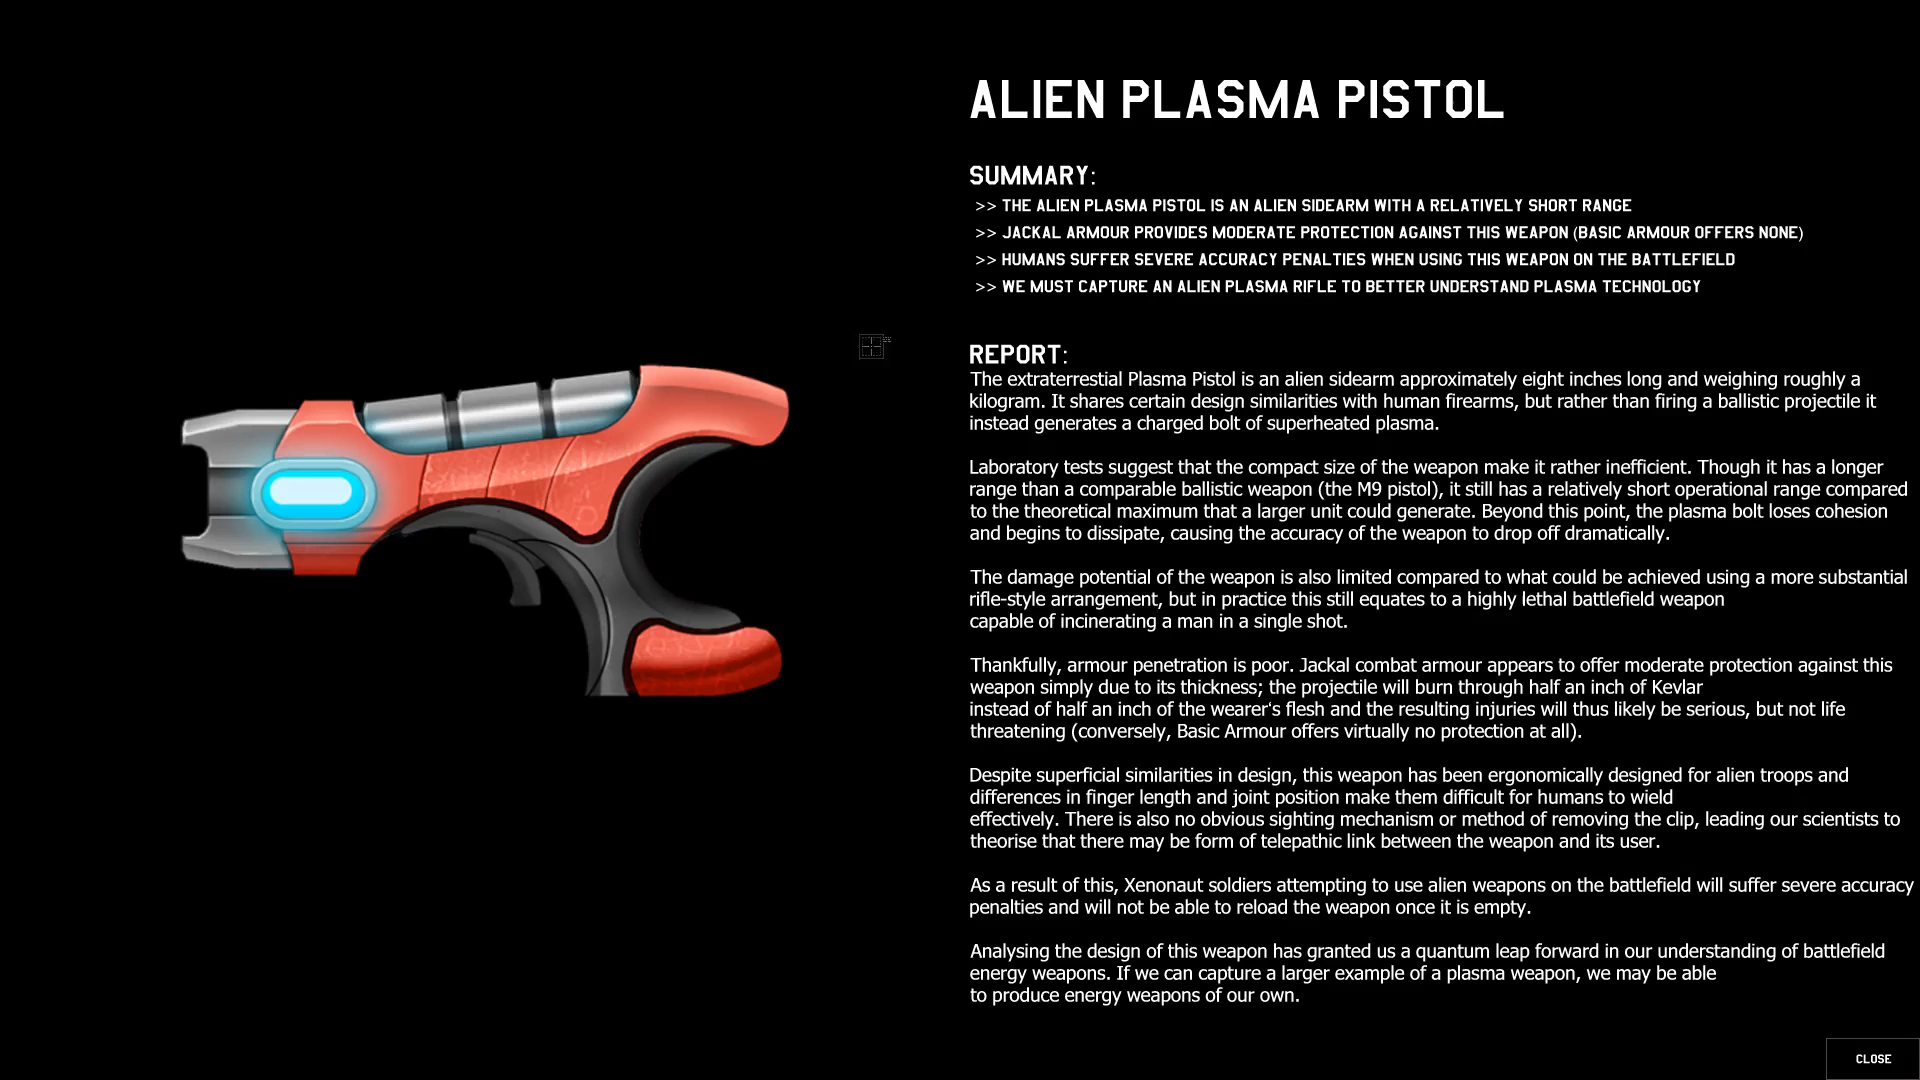 ALIEN PLASMA PISTOL
SUMMARY:
>> THE ALIEN PLASMA PISTOL IS AN ALIEN SIDEARM WITH A RELATIVELY SHORT RANGE
>> JACKAL ARMOUR PROVIDES MODERATE PROTECTION AGAINST THIS WEAPON (BASIC ARMOUR OFFERS NONE)
>> HUMANS SUFFER SEVERE ACCURACY PENALTIES WHEN USING THIS WEAPON ON THE BATTLEFIELD
>> WE MUST CAPTURE AN ALIEN PLASMA RIFLE TO BETTER UNDERSTAND PLASMA TECHNOLOGY
REPORT:
The extraterrestial Plasma Pistol is an alien sidearm approximately eight inches long and weighing roughly a
kilogram. It shares certain design similarities with human firearms, but rather than firing a ballistic projectile it
instead generates a charged bolt of superheated plasma.
Laboratory tests suggest that the compact size of the weapon make it rather inefficient. Though it has a longer
range than a comparable ballistic weapon (the M9 pistol), it still has a relatively short operational range compared
to the theoretical maximum that a larger unit could generate. Beyond this point, the plasma bolt loses cohesion
and begins to dissipate, causing the accuracy of the weapon to drop off dramatically.
The damage potential of the weapon is also limited compared to what could be achieved using a more substantial
rifle-style arrangement, but in practice this still equates to a highly lethal battlefield weapon
capable of incinerating a man in a single shot.
Thankfully, armour penetration is poor. Jackal combat armour appears to offer moderate protection against this
weapon simply due to its thickness; the projectile will burn through half an inch of Kevlar
instead of half an inch of the wearer‘s flesh and the resulting injuries will thus likely be serious, but not life
threatening (conversely, Basic Armour offers virtually no protection at all).
Despite superficial similarities in design, this weapon has been ergonomically designed for alien troops and
differences in finger length and joint position make them difficult for humans to wield
effectively. There is also no obvious sighting mechanism or method of removing the clip, leading our scientists to
theorise that there may be form of telepathic link between the weapon and its user.
As a result of this, Xenonaut soldiers attempting to use alien weapons on the battlefield will suffer severe accuracy
penalties and will not be able to reload the weapon once it is empty.
Analysing the design of this weapon has granted us a quantum leap forward in our understanding of battlefield
energy weapons. If we can capture a larger example of a plasma weapon, we may be able
to produce energy weapons of our own.
CLOSE